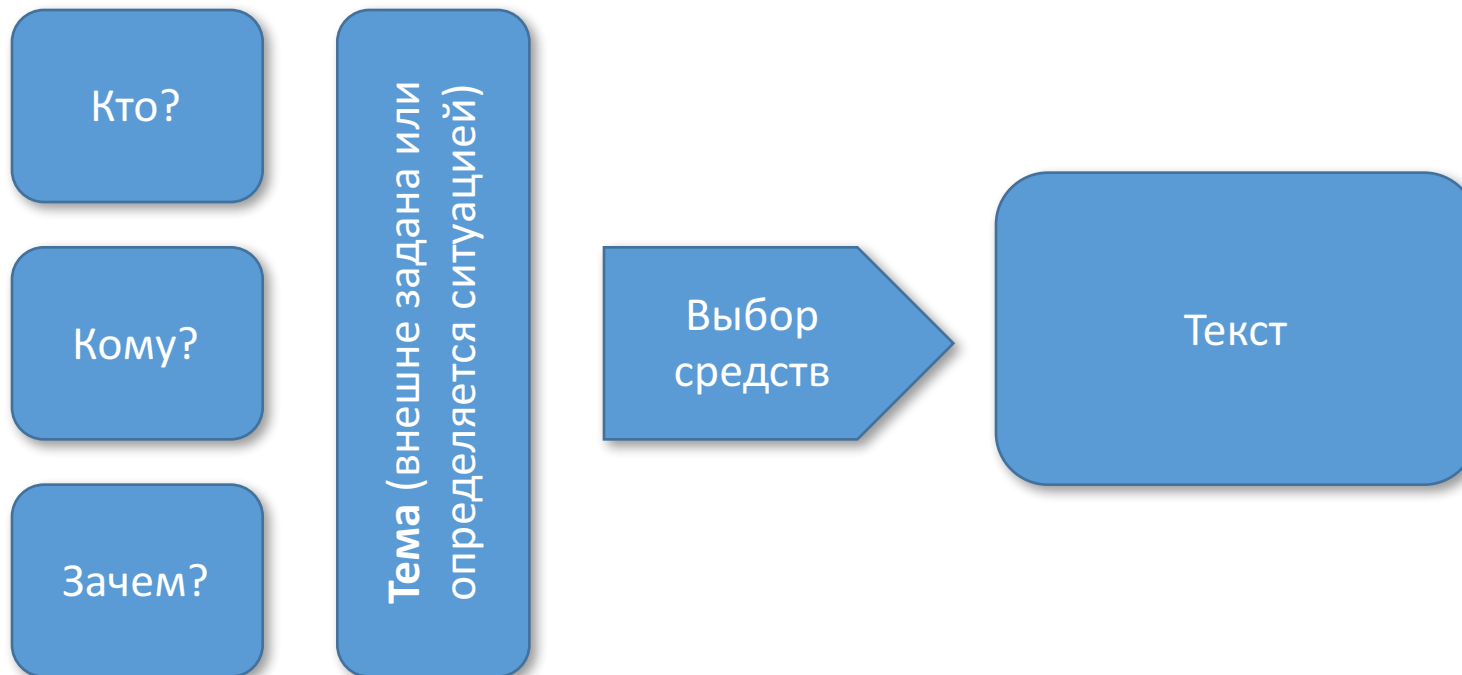 Кто?
Кому?
Зачем?
Тема (внешне задана или
определяется ситуацией)
Выбор
средств
Текст